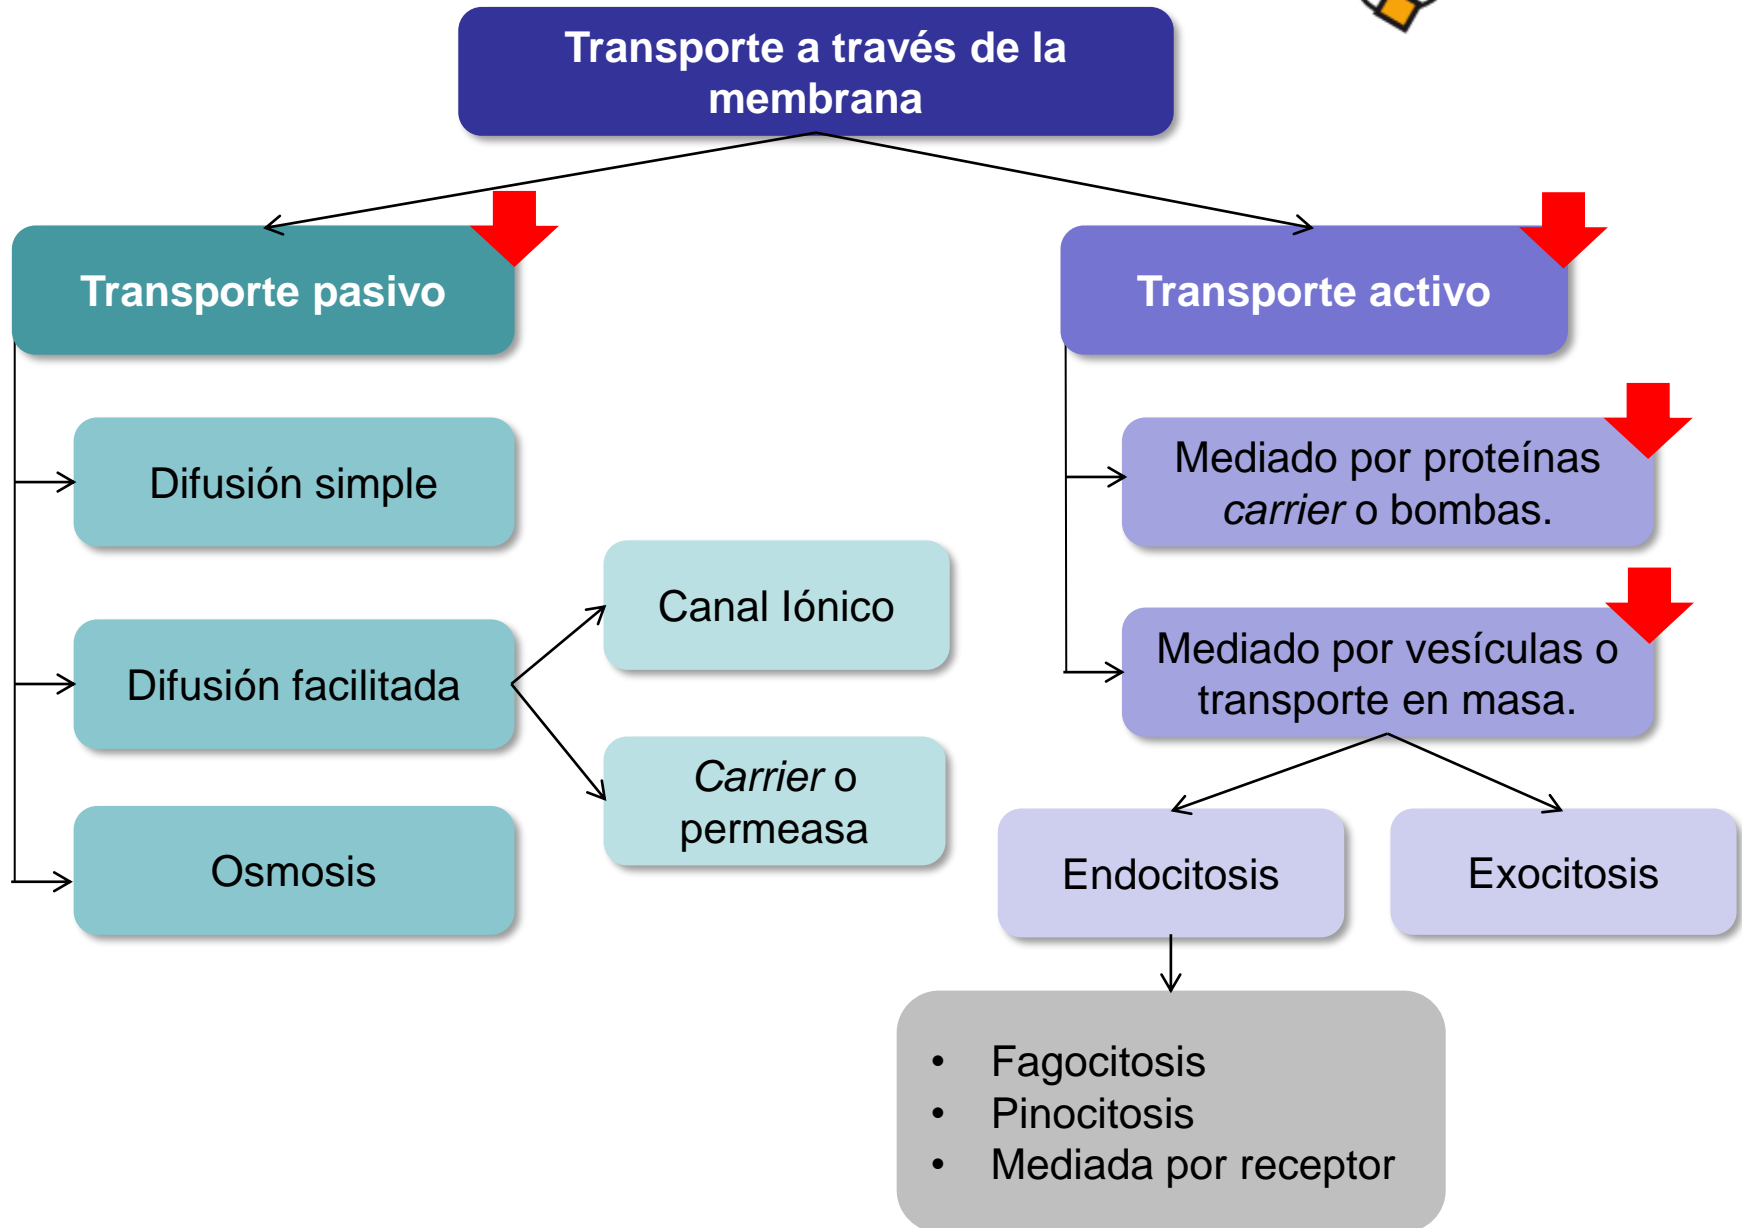 Transporte a través de la
membrana
Transporte pasivo
Transporte activo
Difusión simple
Mediado por proteínas
carrier o bombas.
Canal Iónico
Difusión facilitada
Mediado por vesículas o
transporte en masa.
Carrier o
permeasa
Osmosis
Endocitosis
Exocitosis
• Fagocitosis
• Pinocitosis
• Mediada por receptor